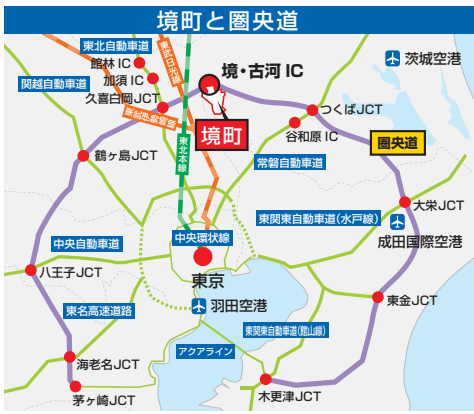 境町と圏央道
東北自動車道
館林 IC
加須 IC
久喜白岡JCT
関越自動車道
東武日光線
東北新幹線
東北本線
境・古河 IC
境町
茨城空港
つくばJCT
谷和原 IC
圏央道
鶴ヶ島JCT
常磐自動車道
大栄JCT
東関東自動車道(水戸線)
成田国際空港
中央自動車道
中央環状線
八王子JCT
東京
東名高速道路
羽田空港
東金JCT
東関東自動車道(館山線)
アクアライン
海老名JCT
木更津JCT
茅ヶ崎JCT